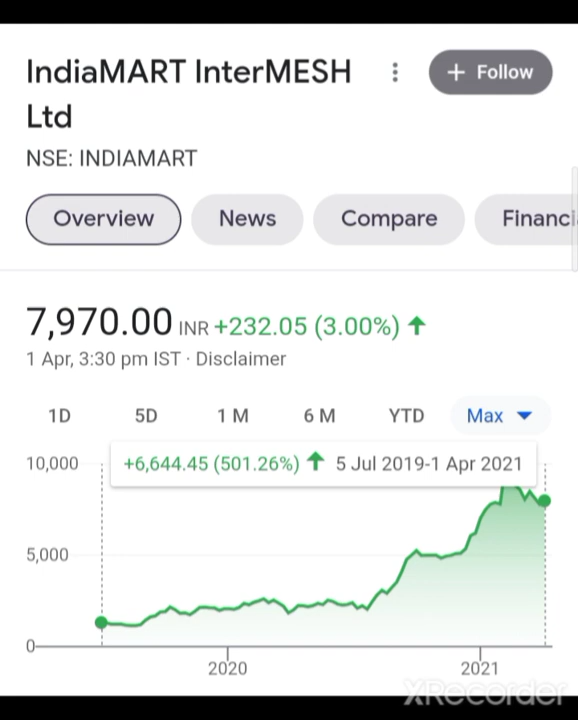 IndiaMART InterMESH
Ltd
+ Follow
NSE: INDIAMART
Overview News Compare Financi
7,970.00 INR +232.05 (3.00%) ↑
1 Apr, 3:30 pm IST · Disclaimer
1D 5D 1 M 6 M YTD Max
+6,644.45 (501.26%) ↑ 5 Jul 2019-1 Apr 2021
10,000
5,000
0
2020 2021
XRecorder